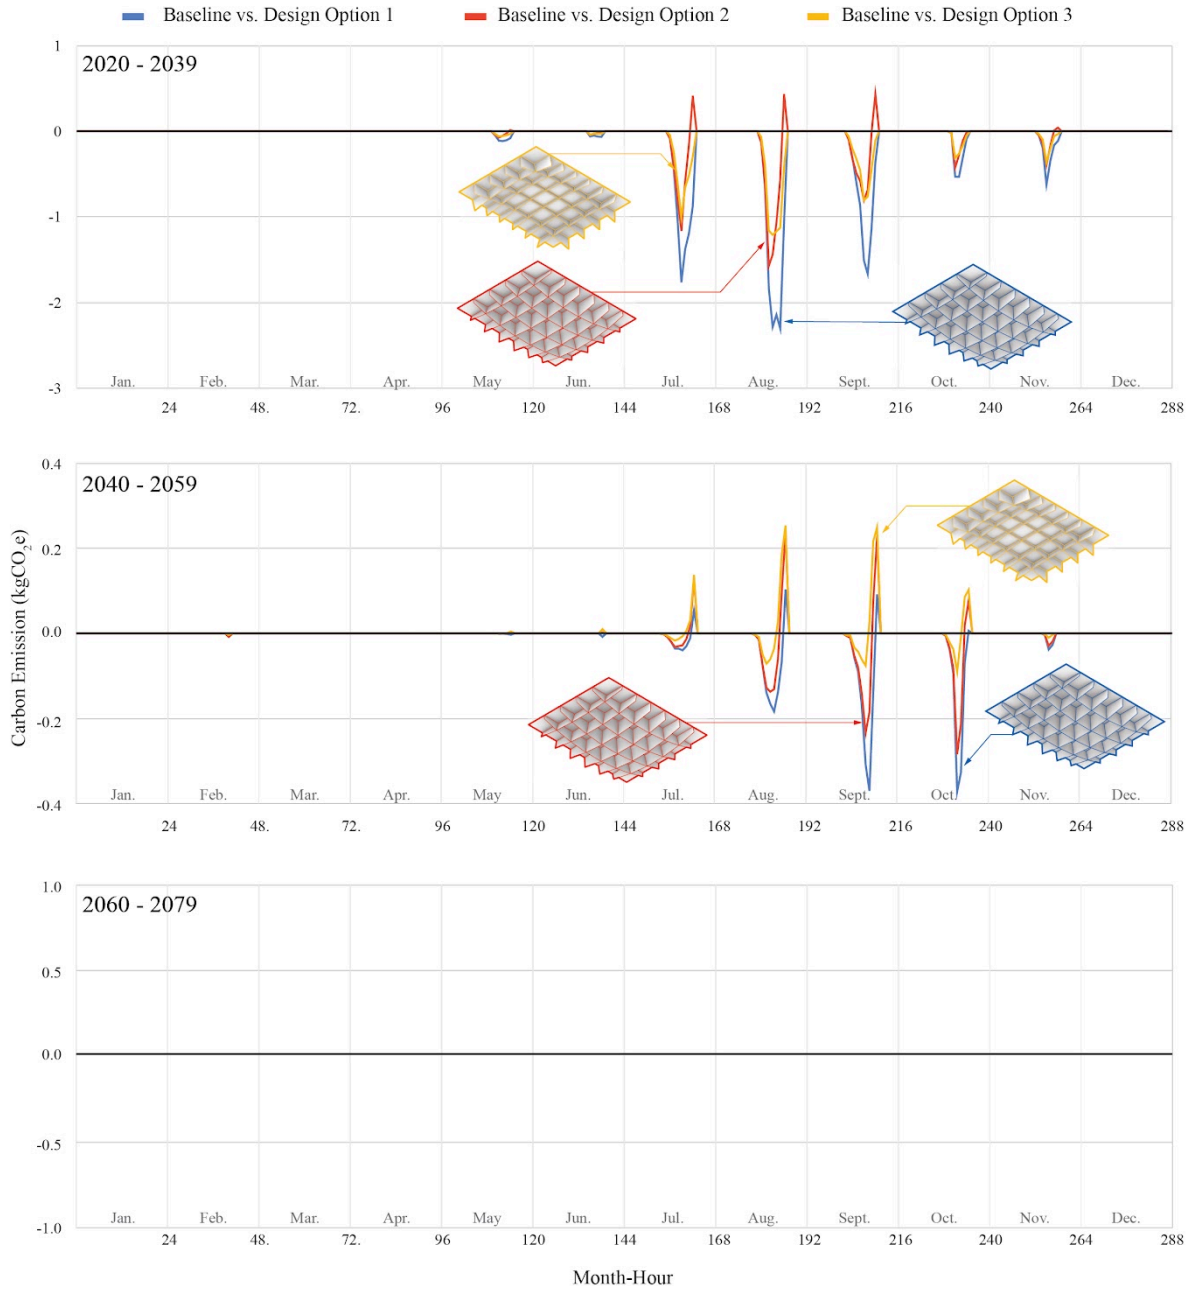 Baseline vs. Design Option 1 Baseline vs. Design Option 2 Baseline vs. Design Option 3
1
2020 - 2039
0
-1
-2
-3
Jan. Feb. Mar. Apr. May Jun. Jul. Aug. Sept. Oct. Nov. Dec.
24 48. 72. 96 120 144 168 192 216 240 264 288
0.4
2040 - 2059
0.2
0.0
-0.2
-0.4
Jan. Feb. Mar. Apr. May Jun. Jul. Aug. Sept. Oct. Nov. Dec.
24 48. 72. 96 120 144 168 192 216 240 264 288
Carbon Emission (kgCO₂e)
1.0
2060 - 2079
0.5
0.0
-0.5
-1.0
Jan. Feb. Mar. Apr. May Jun. Jul. Aug. Sept. Oct. Nov. Dec.
24 48. 72. 96 120 144 168 192 216 240 264 288
Month-Hour